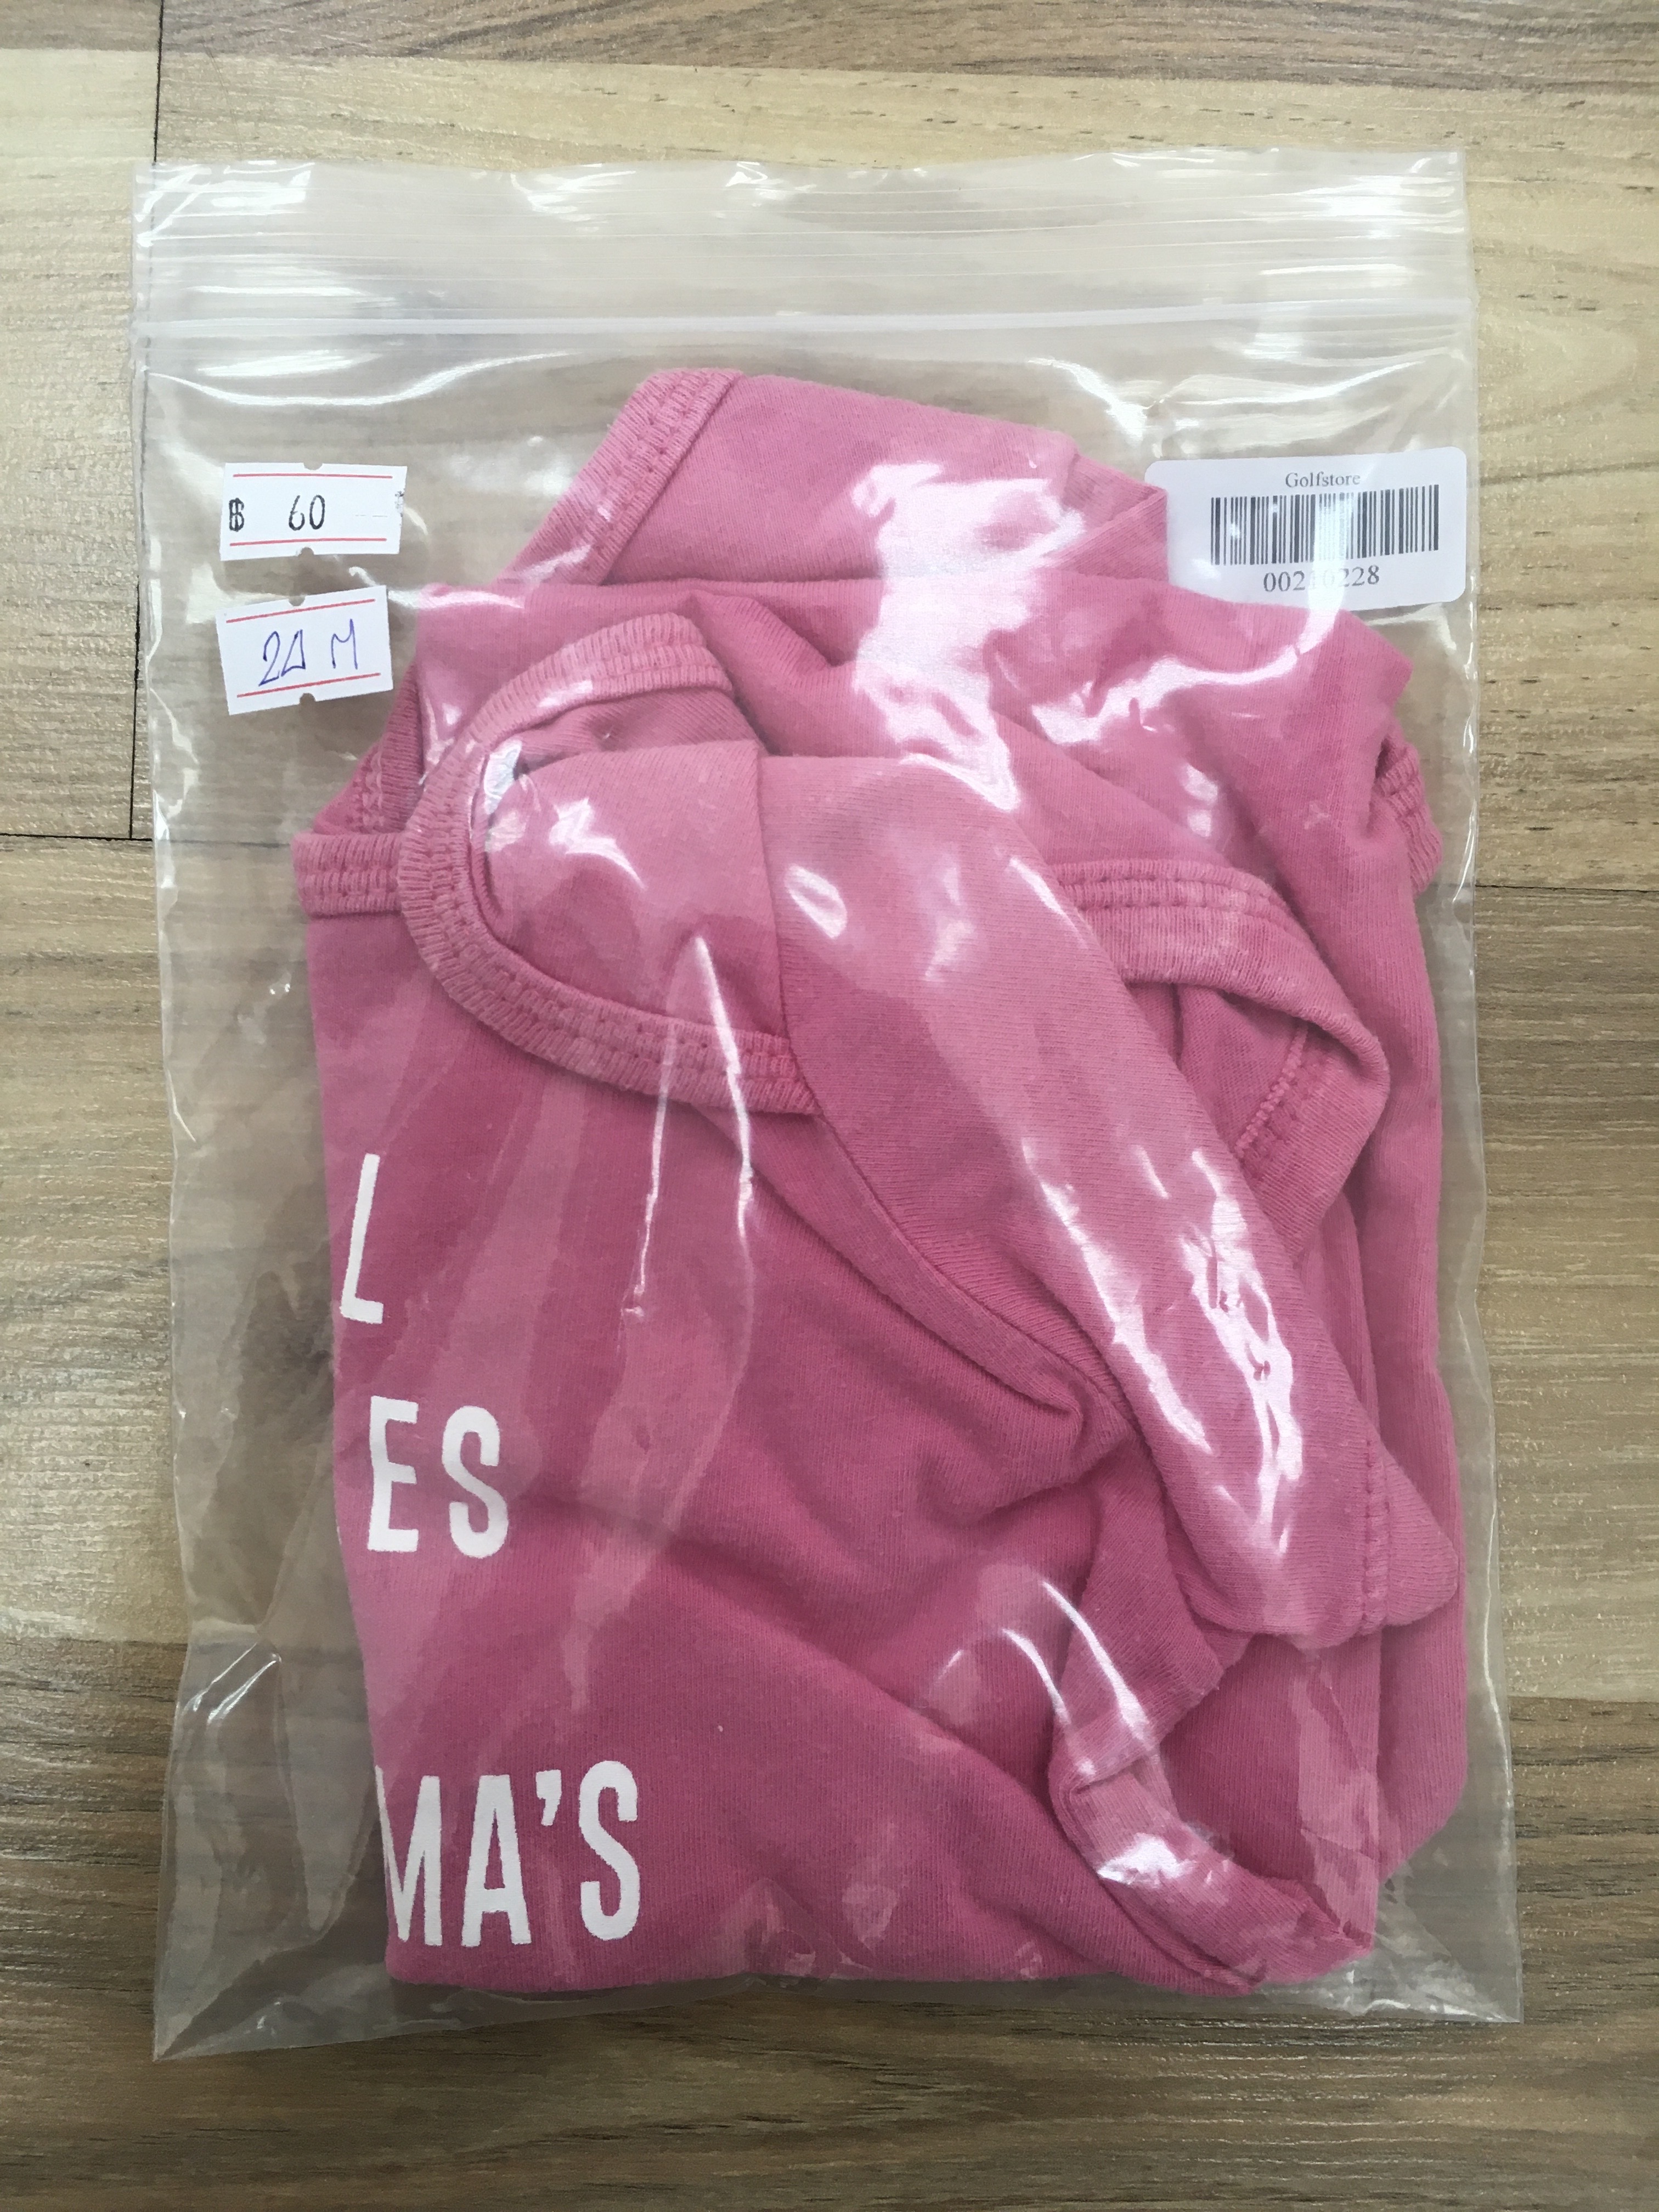 ฿ 60
24 M
Golfstore
L
ES
MA'S